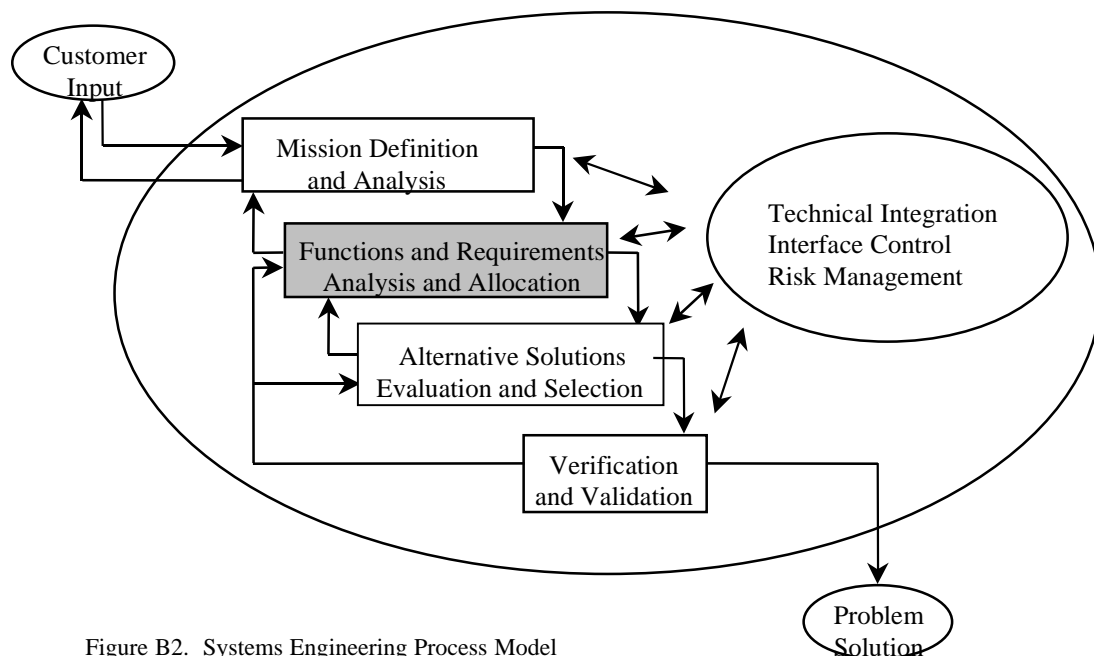 Customer
Input
Mission Definition
and Analysis
Functions and Requirements
Analysis and Allocation
Technical Integration
Interface Control
Risk Management
Alternative Solutions
Evaluation and Selection
Verification
and Validation
Problem
Solution
Figure B2. Systems Engineering Process Model